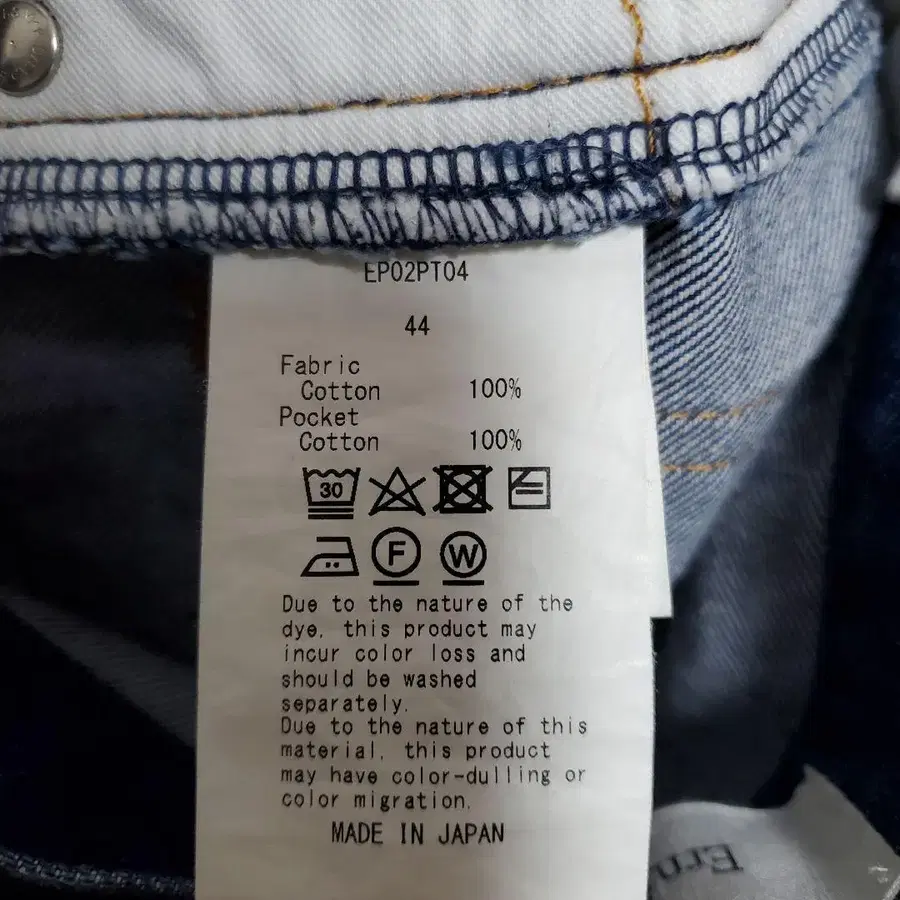 EP02PT04
44
Fabric
Cotton 100%
Pocket
Cotton 100%
30
F W
Due to the nature of the
dye, this product may
incur color loss and
should be washed
separately.
Due to the nature of this
material, this product
may have color-dulling or
color migration.
MADE IN JAPAN